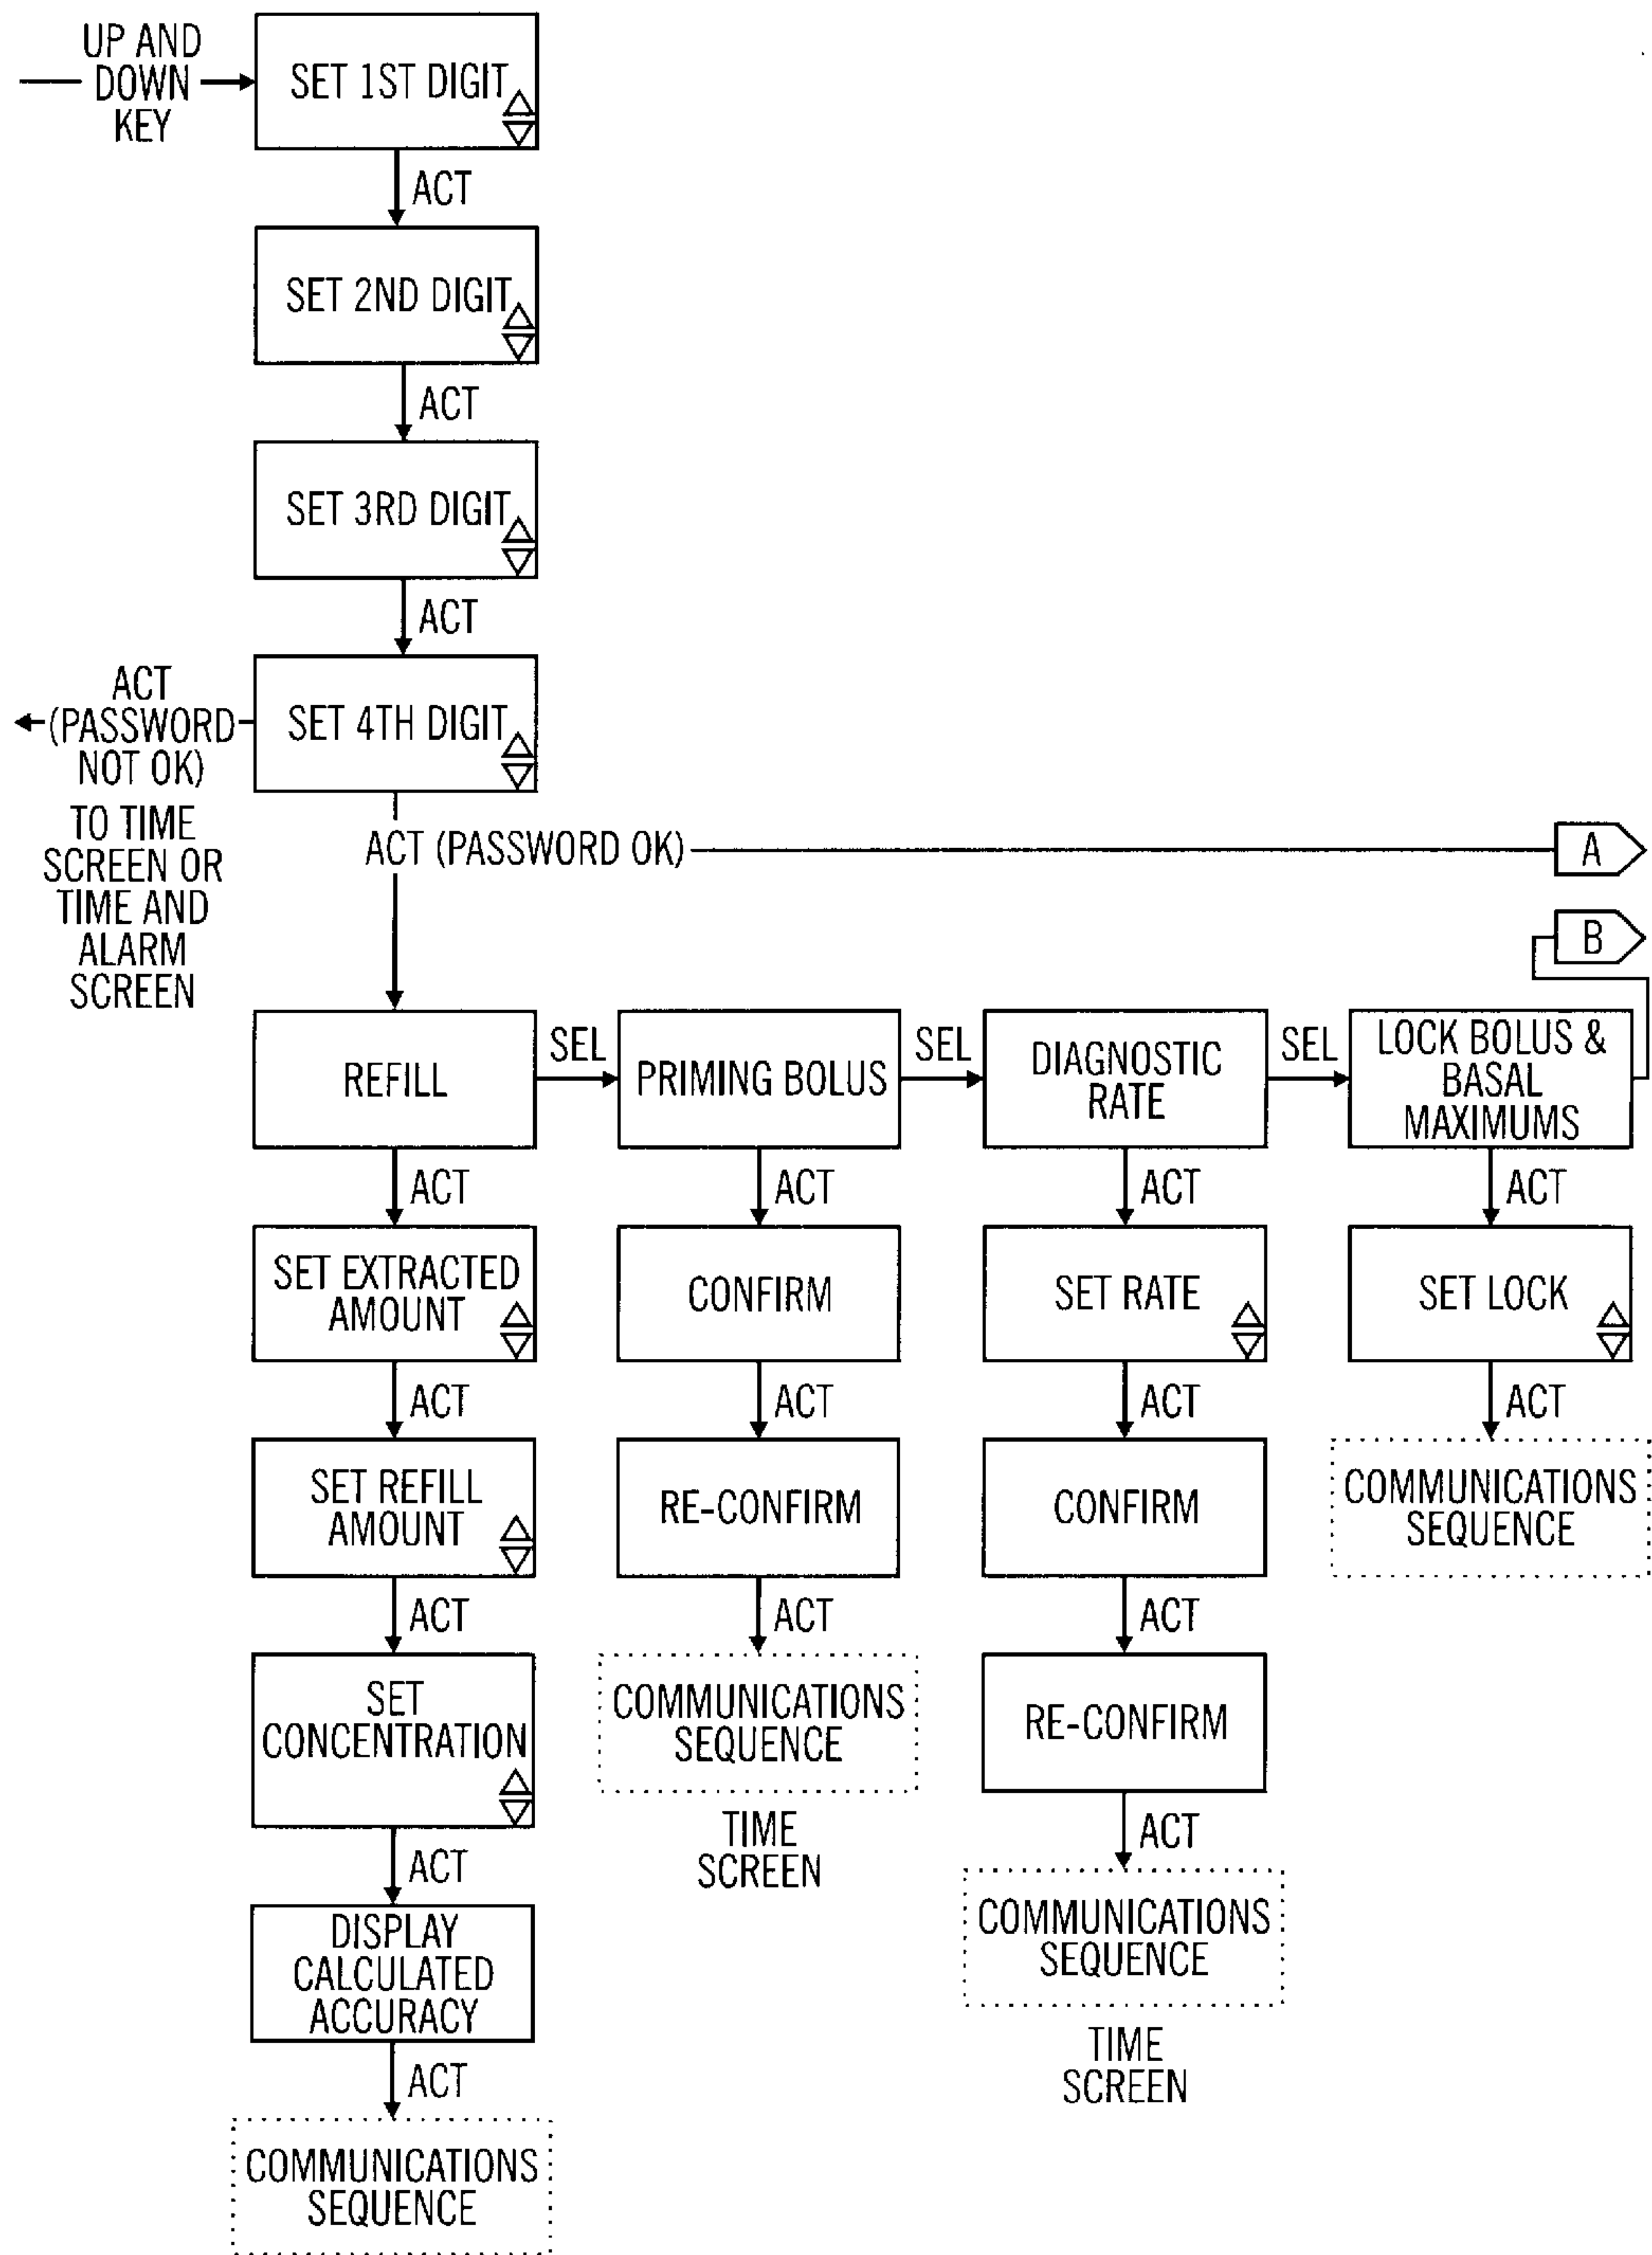 UP AND
DOWN
KEY
SET 1ST DIGIT
ACT
SET 2ND DIGIT
ACT
SET 3RD DIGIT
ACT
SET 4TH DIGIT
ACT
(PASSWORD
NOT OK)
TO TIME
SCREEN OR
TIME AND
ALARM
SCREEN
ACT (PASSWORD OK)
A
B
REFILL
SEL
PRIMING BOLUS
SEL
DIAGNOSTIC
RATE
SEL
LOCK BOLUS &
BASAL
MAXIMUMS
ACT
SET EXTRACTED
AMOUNT
ACT
SET REFILL
AMOUNT
ACT
SET
CONCENTRATION
ACT
DISPLAY
CALCULATED
ACCURACY
ACT
COMMUNICATIONS
SEQUENCE
ACT
CONFIRM
ACT
RE-CONFIRM
ACT
COMMUNICATIONS
SEQUENCE
TIME
SCREEN
ACT
SET RATE
ACT
CONFIRM
ACT
RE-CONFIRM
ACT
COMMUNICATIONS
SEQUENCE
TIME
SCREEN
ACT
SET LOCK
ACT
COMMUNICATIONS
SEQUENCE